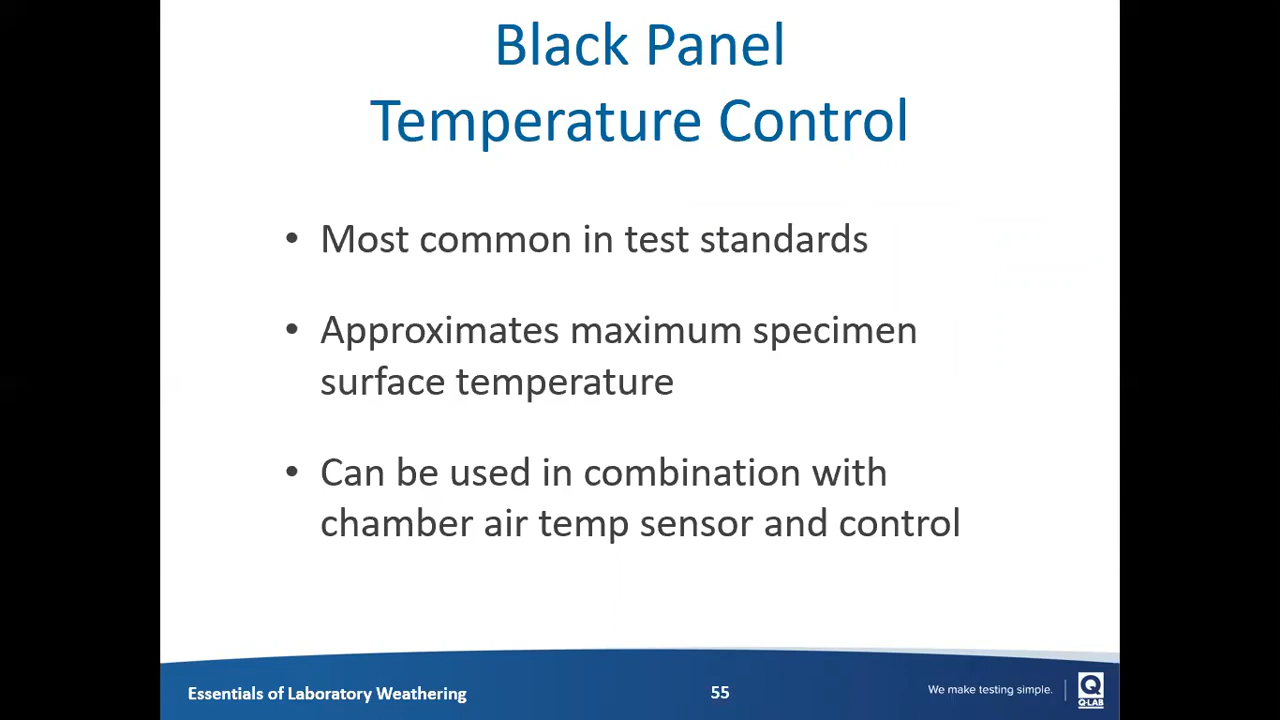 Black Panel
Temperature Control
• Most common in test standards
• Approximates maximum specimen
surface temperature
• Can be used in combination with
chamber air temp sensor and control
Essentials of Laboratory Weathering
55
We make testing simple.
Q-LAB